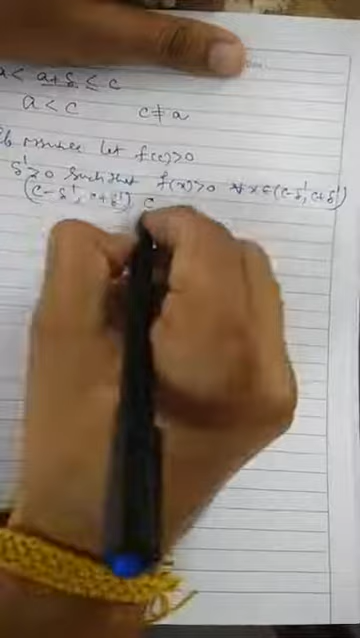 a < a+δ ≤ c
a < c c ≠ a
let f(c)>0
δ'>0 such that f(x)>0 ∀ x∈(c-δ', c+δ')
(c-δ', c+δ') c